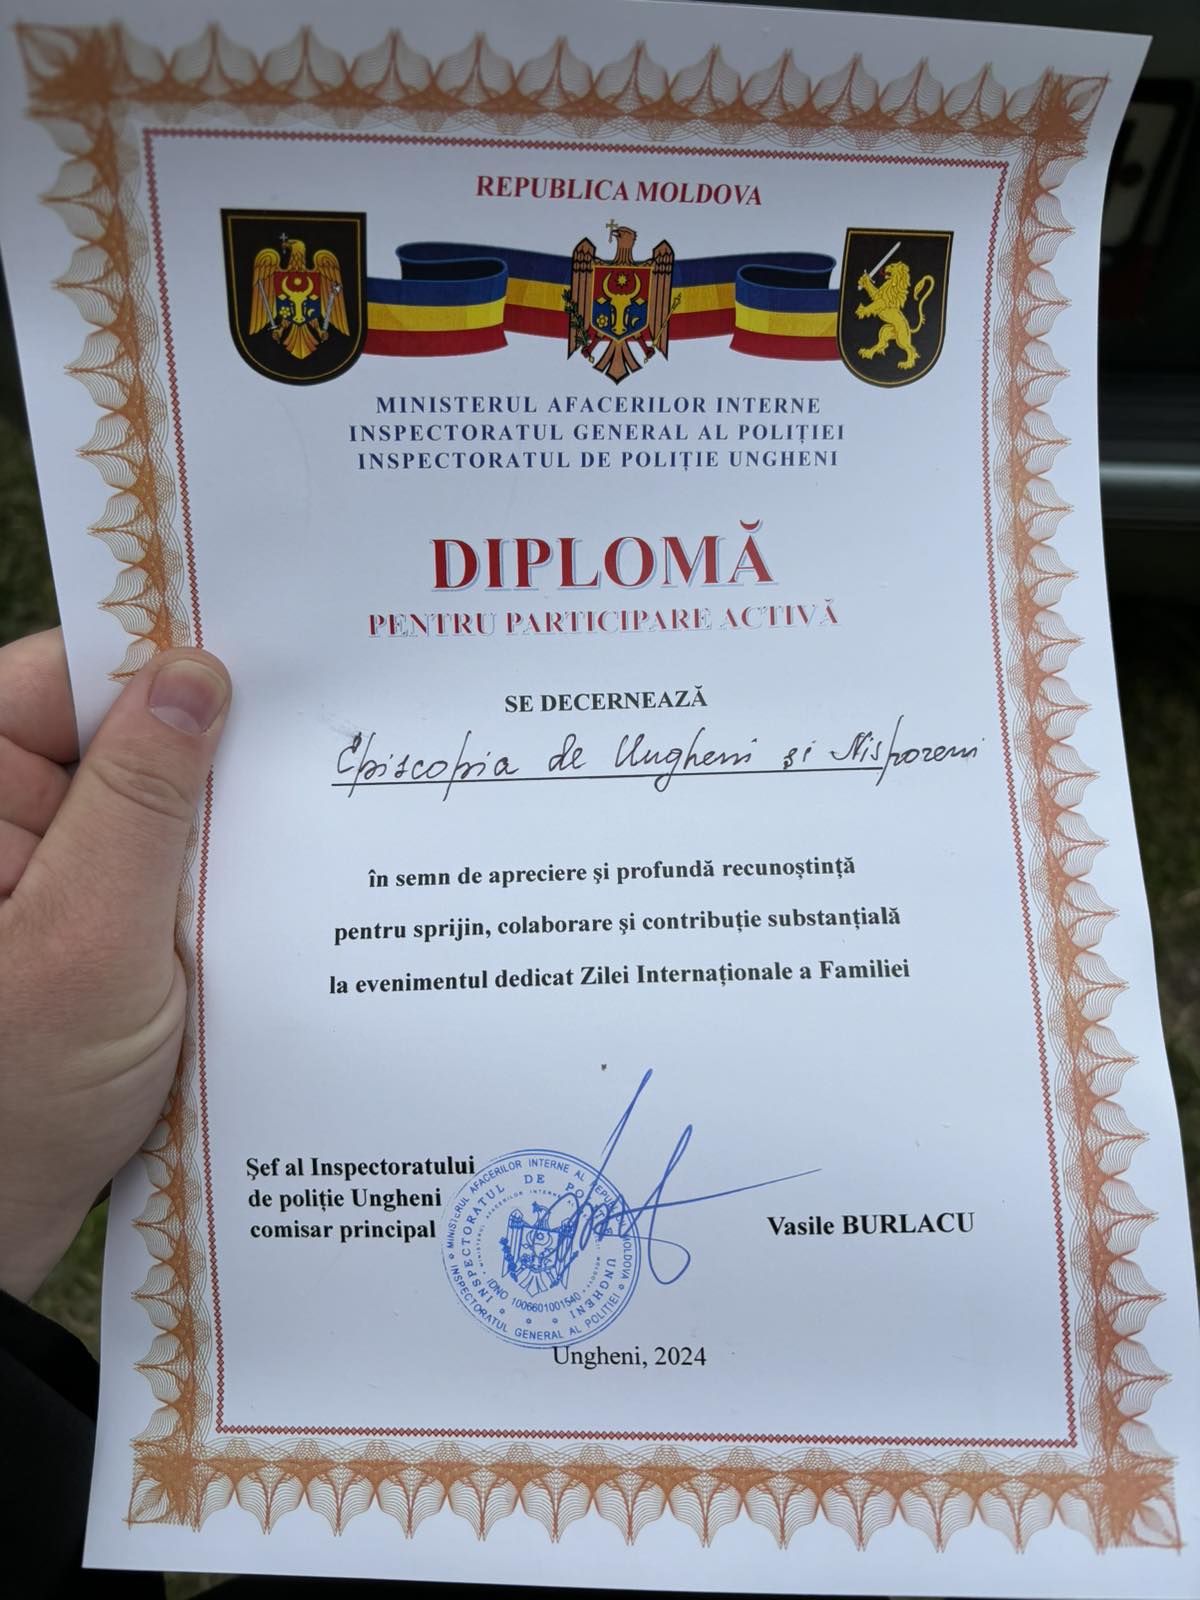 REPUBLICA MOLDOVA
MINISTERUL AFACERILOR INTERNE
INSPECTORATUL GENERAL AL POLIȚIEI
INSPECTORATUL DE POLIȚIE UNGHENI
DIPLOMĂ
PENTRU PARTICIPARE ACTIVĂ
SE DECERNEAZĂ
Episcopia de Ungheni și Nisporeni
în semn de apreciere şi profundă recunoștință
pentru sprijin, colaborare şi contribuție substanțială
la evenimentul dedicat Zilei Internaționale a Familiei
Șef al Inspectoratului
de poliție Ungheni
comisar principal
Vasile BURLACU
MINISTERUL AFACERILOR INTERNE AL REPUBLICII MOLDOVA
INSPECTORATUL GENERAL AL POLIȚIEI
INSPECTORATUL DE POLIȚIE UNGHENI
IDNO 1006601001540
Ungheni, 2024